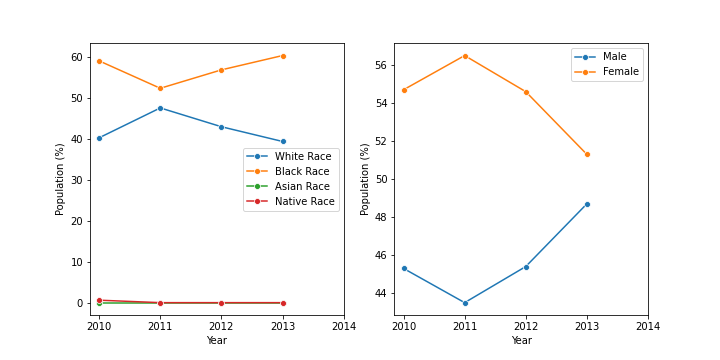 60
50
40
30
20
10
0
Population (%)
2010 2011 2012 2013 2014
Year
White Race
Black Race
Asian Race
Native Race
56
54
52
50
48
46
44
Population (%)
2010 2011 2012 2013 2014
Year
Male
Female